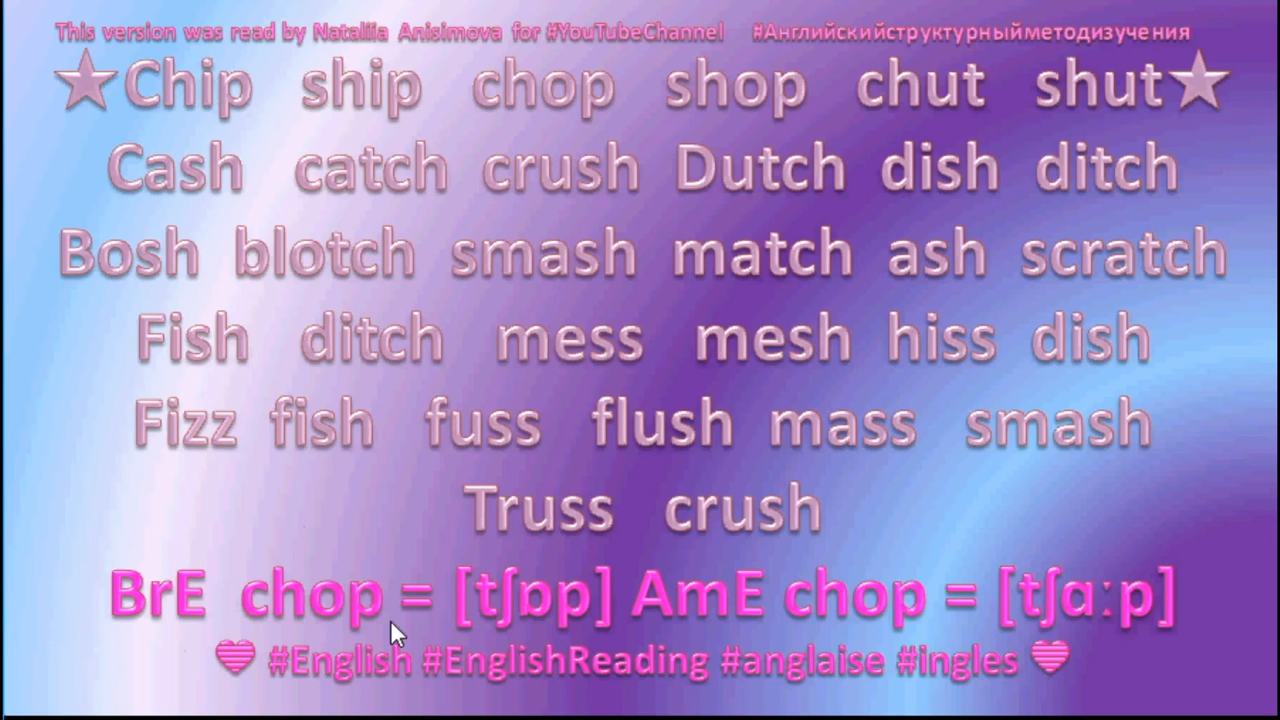 This version was read by Nataliia Anisimova for #YouTubeChannel #Английскийструктурныйметодизучения
★Chip ship chop shop chut shut★
Cash catch crush Dutch dish ditch
Bosh blotch smash match ash scratch
Fish ditch mess mesh hiss dish
Fizz fish fuss flush mass smash
Truss crush
BrE chop = [tʃɒp] AmE chop = [tʃɑːp]
#English #EnglishReading #anglaise #ingles